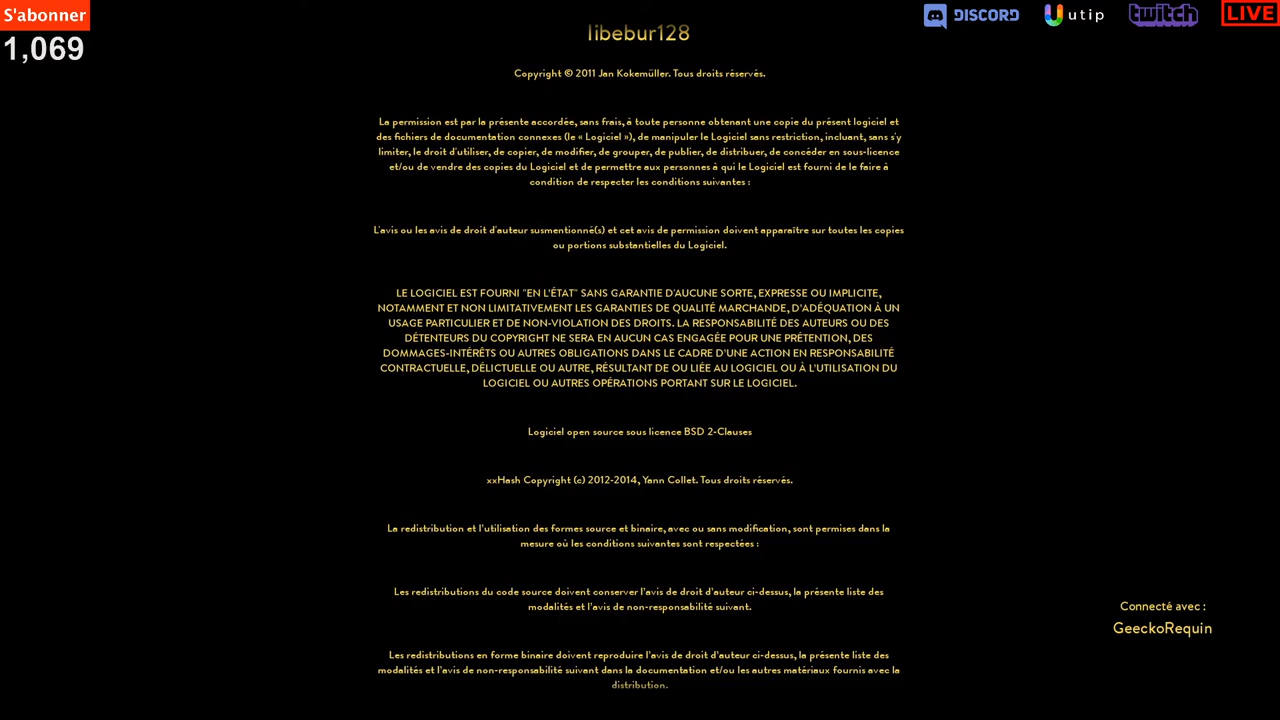 S'abonner
1,069
DISCORD
utip
twitch
LIVE
libebur128
Copyright © 2011 Jan Kokemüller. Tous droits réservés.
La permission est par la présente accordée, sans frais, à toute personne obtenant une copie du présent logiciel et
des fichiers de documentation connexes (le « Logiciel »), de manipuler le Logiciel sans restriction, incluant, sans s'y
limiter, le droit d'utiliser, de copier, de modifier, de grouper, de publier, de distribuer, de concéder en sous-licence
et/ou de vendre des copies du Logiciel et de permettre aux personnes à qui le Logiciel est fourni de le faire à
condition de respecter les conditions suivantes :
L'avis ou les avis de droit d'auteur susmentionné(s) et cet avis de permission doivent apparaître sur toutes les copies
ou portions substantielles du Logiciel.
LE LOGICIEL EST FOURNI "EN L'ÉTAT" SANS GARANTIE D'AUCUNE SORTE, EXPRESSE OU IMPLICITE,
NOTAMMENT ET NON LIMITATIVEMENT LES GARANTIES DE QUALITÉ MARCHANDE, D'ADÉQUATION À UN
USAGE PARTICULIER ET DE NON-VIOLATION DES DROITS. LA RESPONSABILITÉ DES AUTEURS OU DES
DÉTENTEURS DU COPYRIGHT NE SERA EN AUCUN CAS ENGAGÉE POUR UNE PRÉTENTION, DES
DOMMAGES-INTÉRÊTS OU AUTRES OBLIGATIONS DANS LE CADRE D'UNE ACTION EN RESPONSABILITÉ
CONTRACTUELLE, DÉLICTUELLE OU AUTRE, RÉSULTANT DE OU LIÉE AU LOGICIEL OU À L'UTILISATION DU
LOGICIEL OU AUTRES OPÉRATIONS PORTANT SUR LE LOGICIEL.
Logiciel open source sous licence BSD 2-Clauses
xxHash Copyright (c) 2012-2014, Yann Collet. Tous droits réservés.
La redistribution et l'utilisation des formes source et binaire, avec ou sans modification, sont permises dans la
mesure où les conditions suivantes sont respectées :
Les redistributions du code source doivent conserver l'avis de droit d'auteur ci-dessus, la présente liste des
modalités et l'avis de non-responsabilité suivant.
Les redistributions en forme binaire doivent reproduire l'avis de droit d'auteur ci-dessus, la présente liste des
modalités et l'avis de non-responsabilité suivant dans la documentation et/ou les autres matériaux fournis avec la
distribution.
Connecté avec :
GeeckoRequin